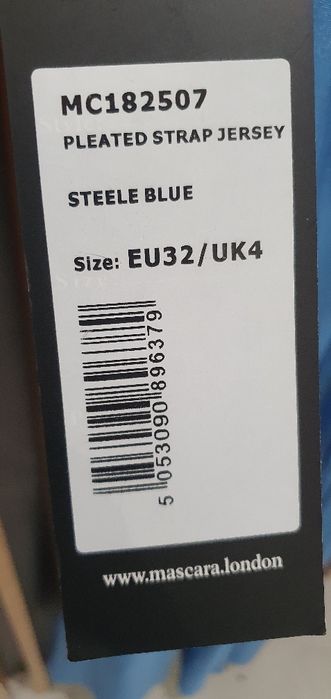 MC182507
PLEATED STRAP JERSEY
STEELE BLUE
Size: EU32/UK4
5 053090 896379
www.mascara.london